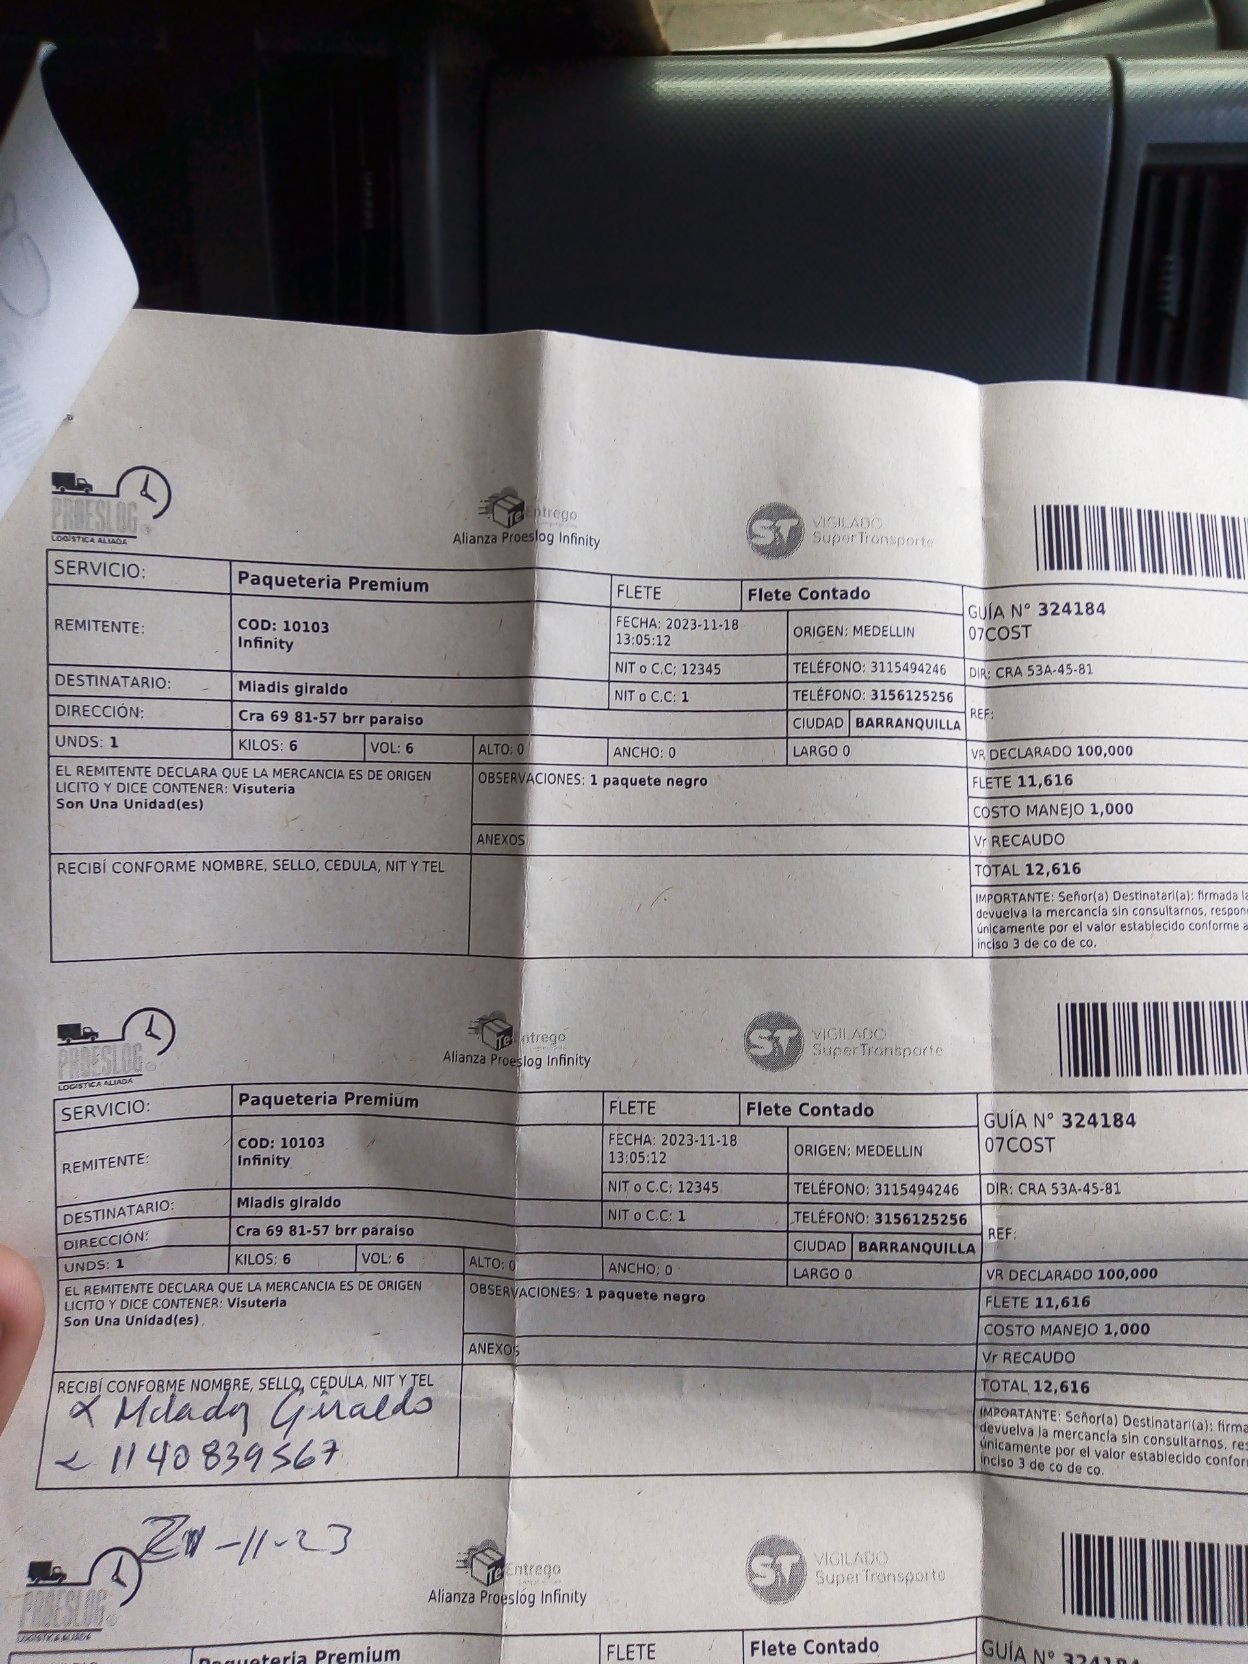 PROESLOG
LOGISTICA ALIADA
Te Entrego
Alianza Proeslog Infinity
ST VIGILADO
SuperTransporte
SERVICIO: Paqueteria Premium FLETE Flete Contado
GUÍA N° 324184
07COST
REMITENTE: COD: 10103
Infinity
FECHA: 2023-11-18
13:05:12
ORIGEN: MEDELLIN
NIT o C.C; 12345 TELÉFONO: 3115494246 DIR: CRA 53A-45-81
DESTINATARIO: Miadis giraldo NIT o C.C: 1 TELÉFONO: 3156125256
REF:
DIRECCIÓN: Cra 69 81-57 brr paraiso CIUDAD BARRANQUILLA
UNDS: 1 KILOS: 6 VOL: 6 ALTO: 0 ANCHO: 0 LARGO 0 VR DECLARADO 100,000
EL REMITENTE DECLARA QUE LA MERCANCIA ES DE ORIGEN
LICITO Y DICE CONTENER: Visuteria
Son Una Unidad(es)
OBSERVACIONES: 1 paquete negro
FLETE 11,616
COSTO MANEJO 1,000
ANEXOS
Vr RECAUDO
RECIBÍ CONFORME NOMBRE, SELLO, CEDULA, NIT Y TEL
TOTAL 12,616
IMPORTANTE: Señor(a) Destinatari(a): firmada
devuelva la mercancía sin consultarnos,
únicamente por el valor establecido conforme
inciso 3 de co de co.
PROESLOG
LOGISTICA ALIADA
Te Entrego
Alianza Proeslog Infinity
ST VIGILADO
SuperTransporte
SERVICIO: Paqueteria Premium FLETE Flete Contado
GUÍA N° 324184
07COST
REMITENTE: COD: 10103
Infinity
FECHA: 2023-11-18
13:05:12
ORIGEN: MEDELLIN
NIT o C.C; 12345 TELÉFONO: 3115494246 DIR: CRA 53A-45-81
DESTINATARIO: Miadis giraldo NIT o C.C: 1 TELÉFONO: 3156125256
REF:
DIRECCIÓN: Cra 69 81-57 brr paraiso CIUDAD BARRANQUILLA
UNDS: 1 KILOS: 6 VOL: 6 ALTO: 0 ANCHO; 0 LARGO 0 VR DECLARADO 100,000
EL REMITENTE DECLARA QUE LA MERCANCIA ES DE ORIGEN
LICITO Y DICE CONTENER: Visuteria
Son Una Unidad(es)
OBSERVACIONES: 1 paquete negro
FLETE 11,616
COSTO MANEJO 1,000
ANEXOS
Vr RECAUDO
RECIBÍ CONFORME NOMBRE, SELLO, CEDULA, NIT Y TEL
TOTAL 12,616
Giraldo
1140839567
IMPORTANTE: Señor(a) Destinatari(a):
devuelva la mercancía sin consultarnos,
únicamente por el valor establecido
inciso 3 de co de co.
-11-23
PROESLOG
LOGISTICA ALIADA
Te Entrego
Alianza Proeslog Infinity
ST VIGILADO
SuperTransporte
Paqueteria Premium FLETE Flete Contado
GUÍA N° 324184